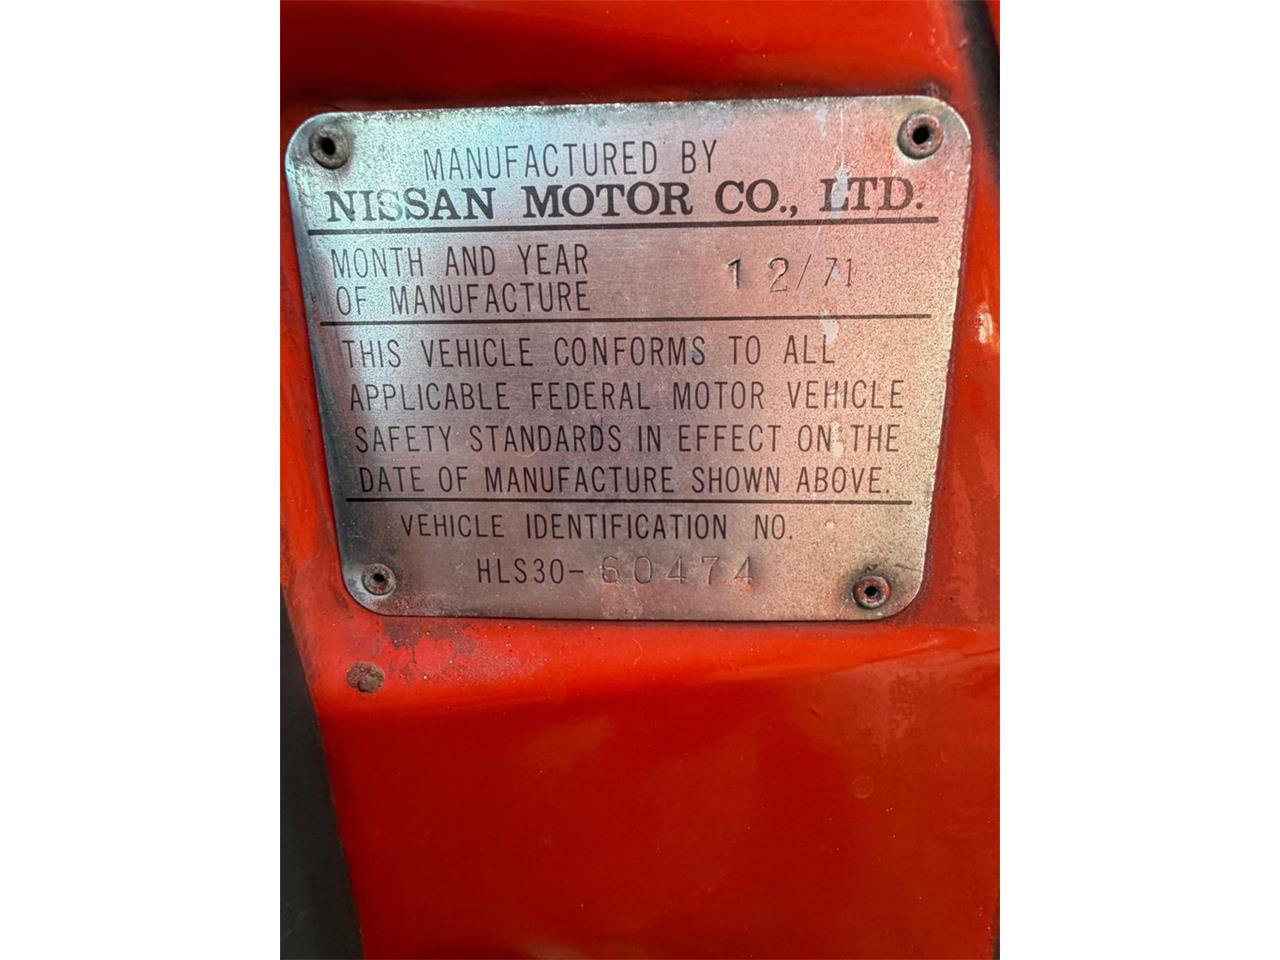 MANUFACTURED BY
NISSAN MOTOR CO., LTD.
MONTH AND YEAR 12/71
OF MANUFACTURE
THIS VEHICLE CONFORMS TO ALL
APPLICABLE FEDERAL MOTOR VEHICLE
SAFETY STANDARDS IN EFFECT ON THE
DATE OF MANUFACTURE SHOWN ABOVE.
VEHICLE IDENTIFICATION NO.
HLS30-60474